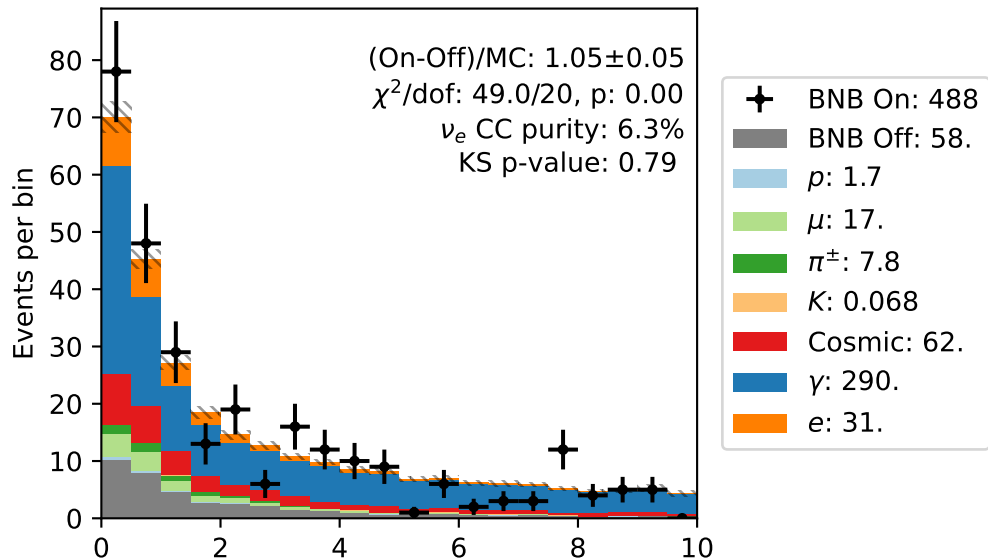 (On-Off)/MC: 1.05±0.05
χ²/dof: 49.0/20, p: 0.00
νₑ CC purity: 6.3%
KS p-value: 0.79
Events per bin
80
70
60
50
40
30
20
10
0
0 2 4 6 8 10
BNB On: 488
BNB Off: 58.
p: 1.7
μ: 17.
π±: 7.8
K: 0.068
Cosmic: 62.
γ: 290.
e: 31.